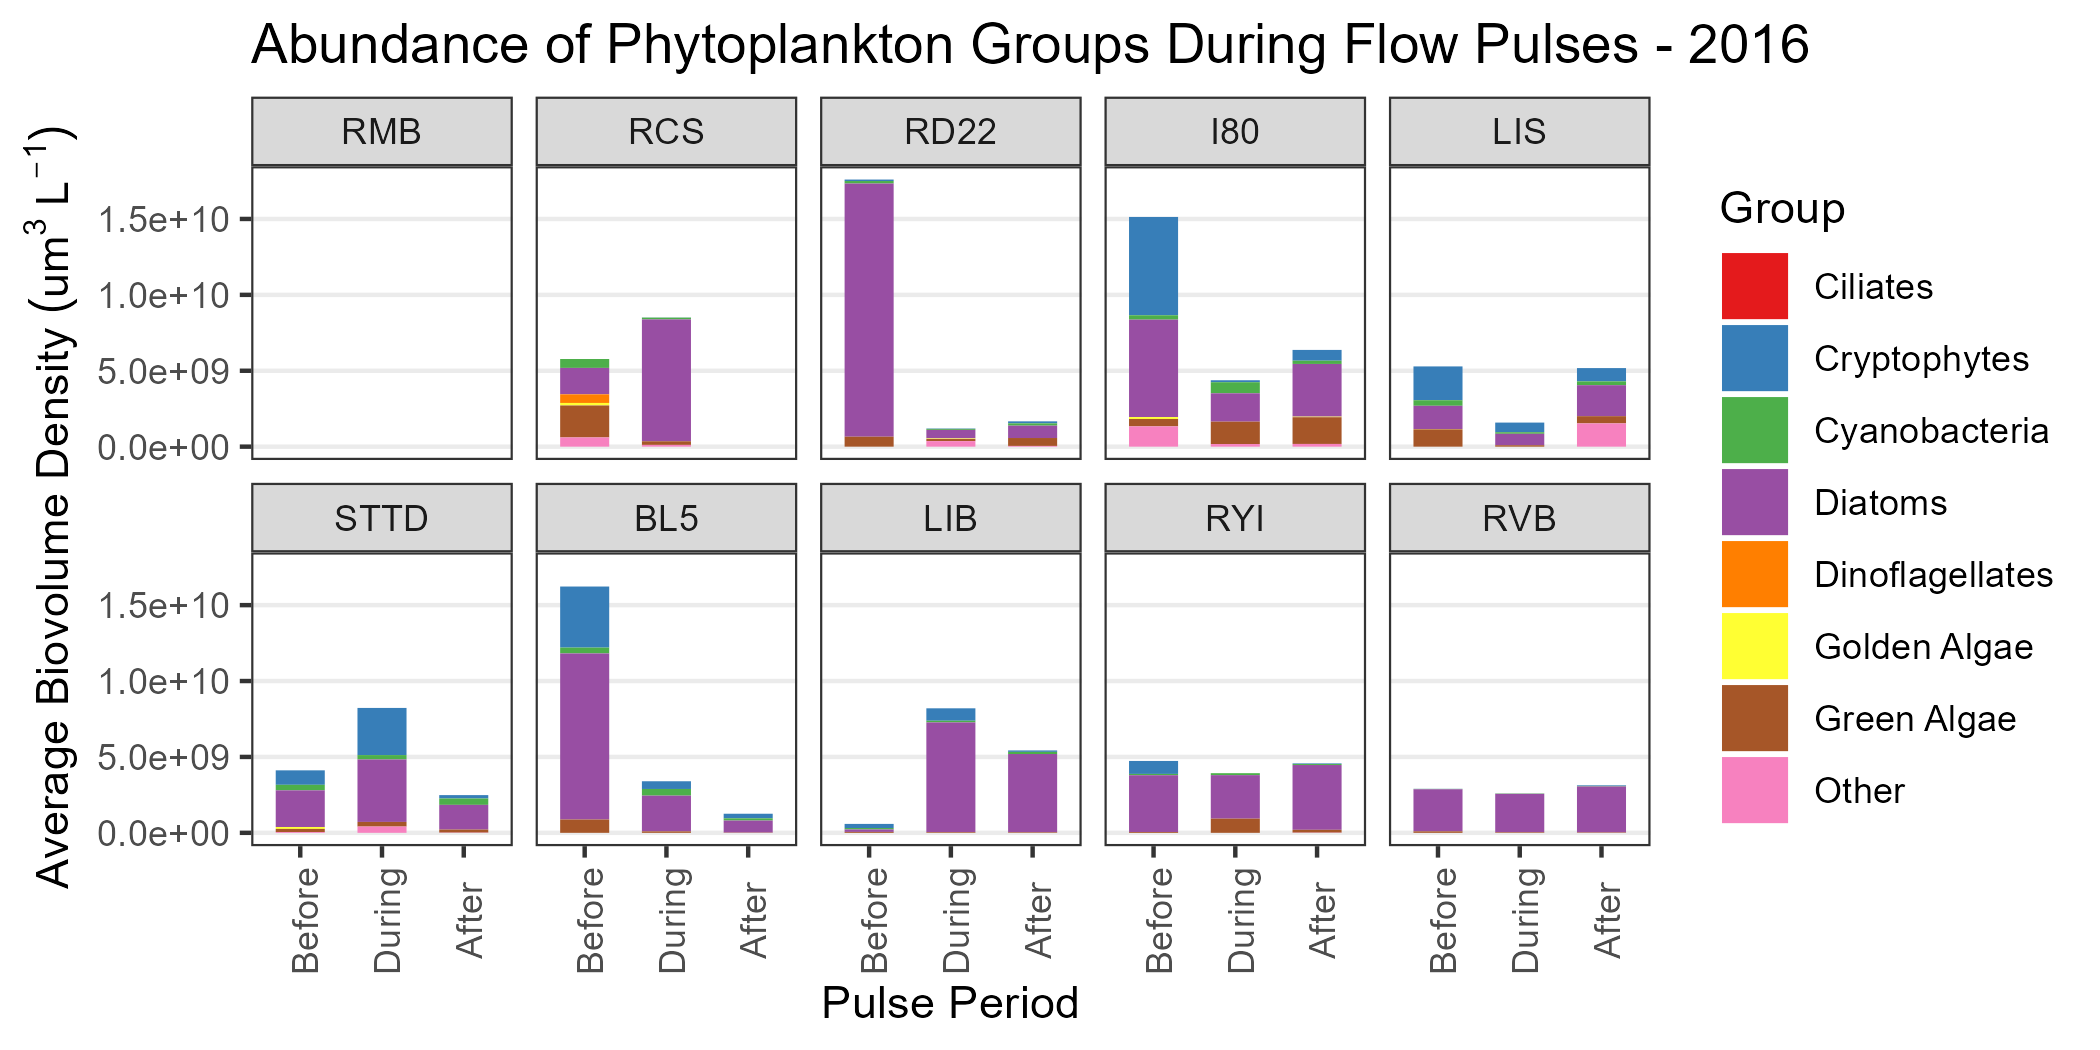 Abundance of Phytoplankton Groups During Flow Pulses - 2016
Average Biovolume Density (um³ L⁻¹)
RMB
RCS
RD22
I80
LIS
1.5e+10
1.0e+10
5.0e+09
0.0e+00
STTD
BL5
LIB
RYI
RVB
1.5e+10
1.0e+10
5.0e+09
0.0e+00
Before
During
After
Before
During
After
Before
During
After
Before
During
After
Before
During
After
Pulse Period
Group
Ciliates
Cryptophytes
Cyanobacteria
Diatoms
Dinoflagellates
Golden Algae
Green Algae
Other